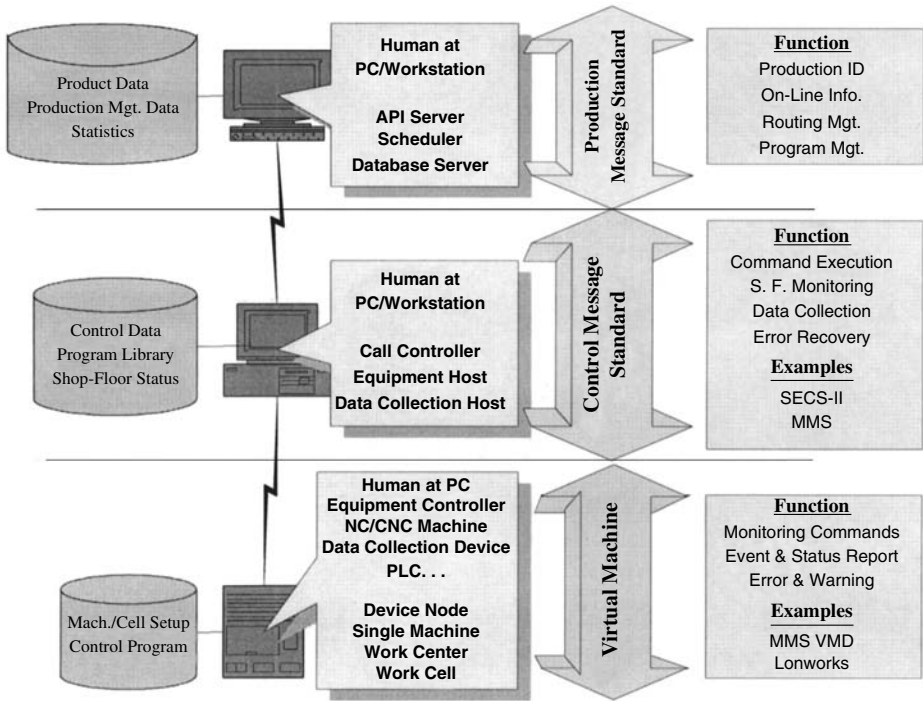 Product Data
Production Mgt. Data
Statistics
Human at
PC/Workstation
API Server
Scheduler
Database Server
Production
Message Standard
Function
Production ID
On-Line Info.
Routing Mgt.
Program Mgt.
Control Data
Program Library
Shop-Floor Status
Human at
PC/Workstation
Call Controller
Equipment Host
Data Collection Host
Control Message
Standard
Function
Command Execution
S. F. Monitoring
Data Collection
Error Recovery
Examples
SECS-II
MMS
Mach./Cell Setup
Control Program
Human at PC
Equipment Controller
NC/CNC Machine
Data Collection Device
PLC. . .
Device Node
Single Machine
Work Center
Work Cell
Virtual Machine
Function
Monitoring Commands
Event & Status Report
Error & Warning
Examples
MMS VMD
Lonworks